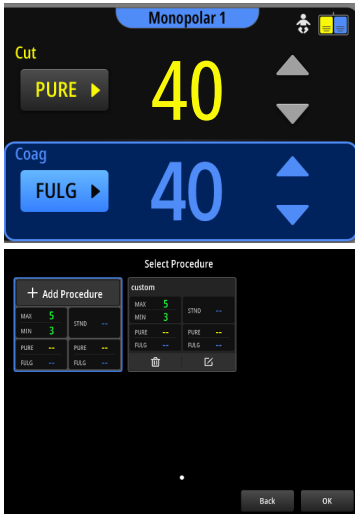 Monopolar 1
Cut
PURE
40
Coag
FULG
40
Select Procedure
+ Add Procedure
MAX 5
MIN 3
STND --
PURE --
FULG --
PURE --
FULG --
custom
MAX 5
MIN 3
STND --
PURE --
FULG --
PURE --
FULG --
Back
OK